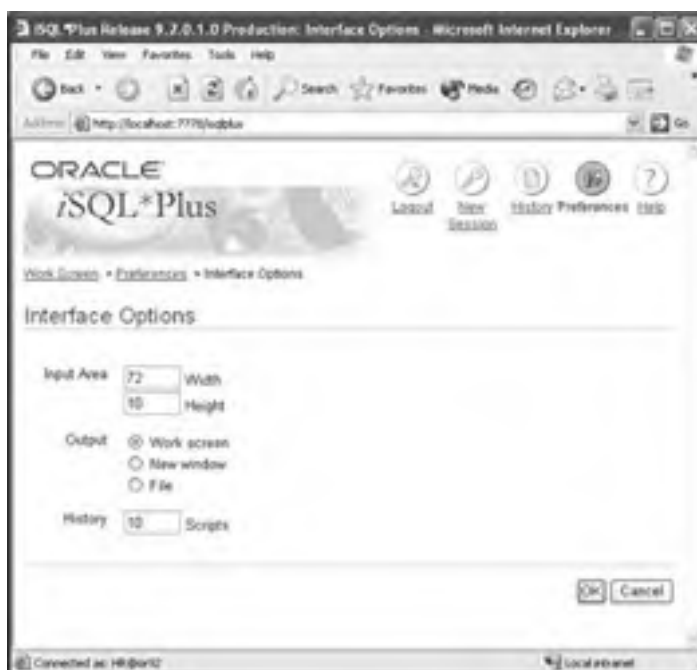 iSQL*Plus Release 9.2.0.1.0 Production: Interface Options - Microsoft Internet Explorer
File Edit View Favorites Tools Help
Back Search Favorites Media
Address http://localhost:7778/isqlplus Go
ORACLE
iSQL*Plus
Logout New Session History Preferences Help
Work Screen Preferences Interface Options
Interface Options
Input Area 72 Width
10 Height
Output Work screen
New window
File
History 10 Scripts
OK Cancel
Connected as: Local intranet